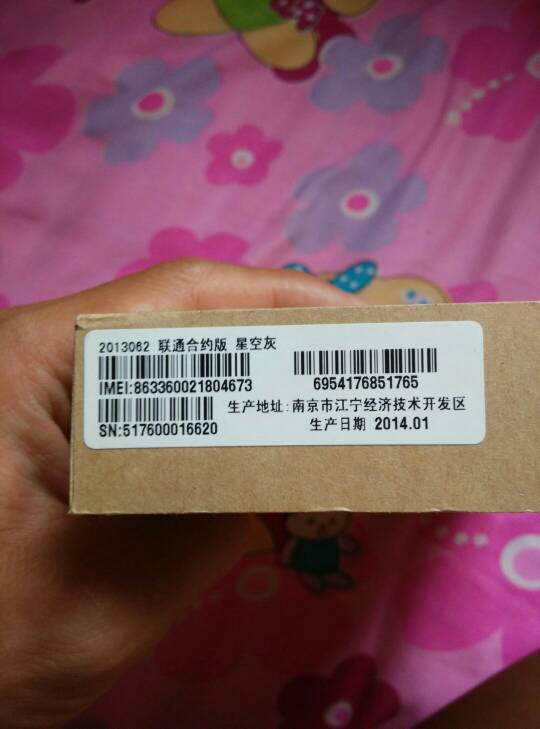 2013062 联通合约版 星空灰
IMEI:863360021804673
6954176851765
生产地址:南京市江宁经济技术开发区
SN:517600016620
生产日期 2014.01